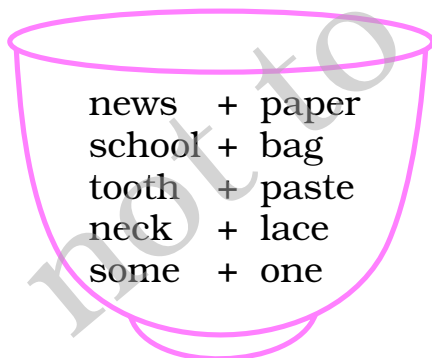 news + paper
school + bag
tooth + paste
neck + lace
some + one
not to